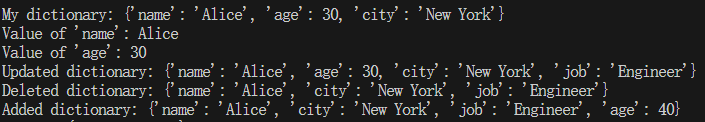 My dictionary: {'name': 'Alice', 'age': 30, 'city': 'New York'}
Value of 'name': Alice
Value of 'age': 30
Updated dictionary: {'name': 'Alice', 'age': 30, 'city': 'New York', 'job': 'Engineer'}
Deleted dictionary: {'name': 'Alice', 'city': 'New York', 'job': 'Engineer'}
Added dictionary: {'name': 'Alice', 'city': 'New York', 'job': 'Engineer', 'age': 40}